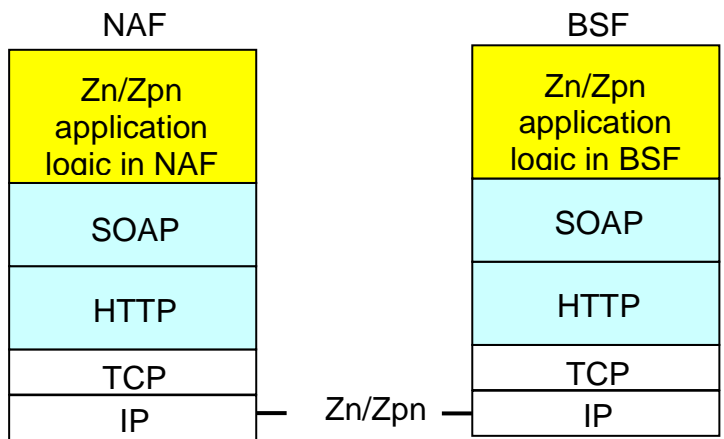 NAF
Zn/Zpn
application
logic in NAF
SOAP
HTTP
TCP
IP
Zn/Zpn
BSF
Zn/Zpn
application
logic in BSF
SOAP
HTTP
TCP
IP